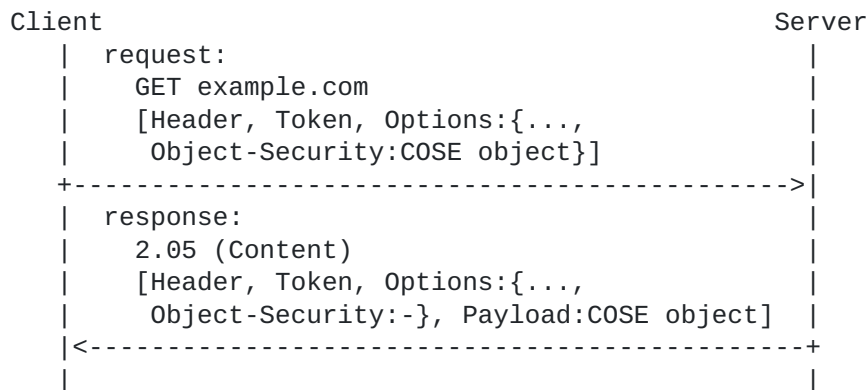 Client                                            Server
   |  request:                                      |
   |    GET example.com                             |
   |    [Header, Token, Options:{...,               |
   |     Object-Security:COSE object}]              |
   +----------------------------------------------->|
   |  response:                                     |
   |    2.05 (Content)                              |
   |    [Header, Token, Options:{...,               |
   |     Object-Security:-}, Payload:COSE object]   |
   |<-----------------------------------------------+
   |                                                |